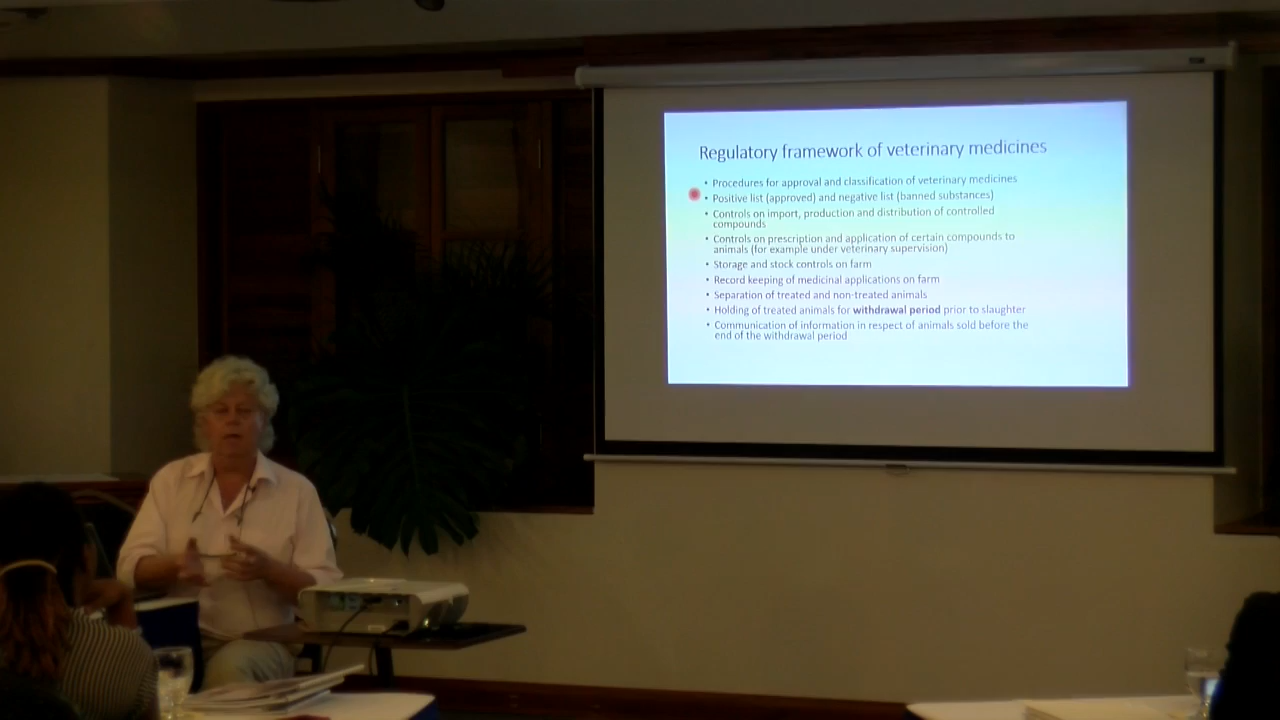 Regulatory framework of veterinary medicines
• Procedures for approval and classification of veterinary medicines
• Positive list (approved) and negative list (banned substances)
• Controls on import, production and distribution of controlled
compounds
• Controls on prescription and application of certain compounds to
animals (for example under veterinary supervision)
• Storage and stock controls on farm
• Record keeping of medicinal applications on farm
• Separation of treated and non-treated animals
• Holding of treated animals for withdrawal period prior to slaughter
• Communication of information in respect of animals sold before the
end of the withdrawal period